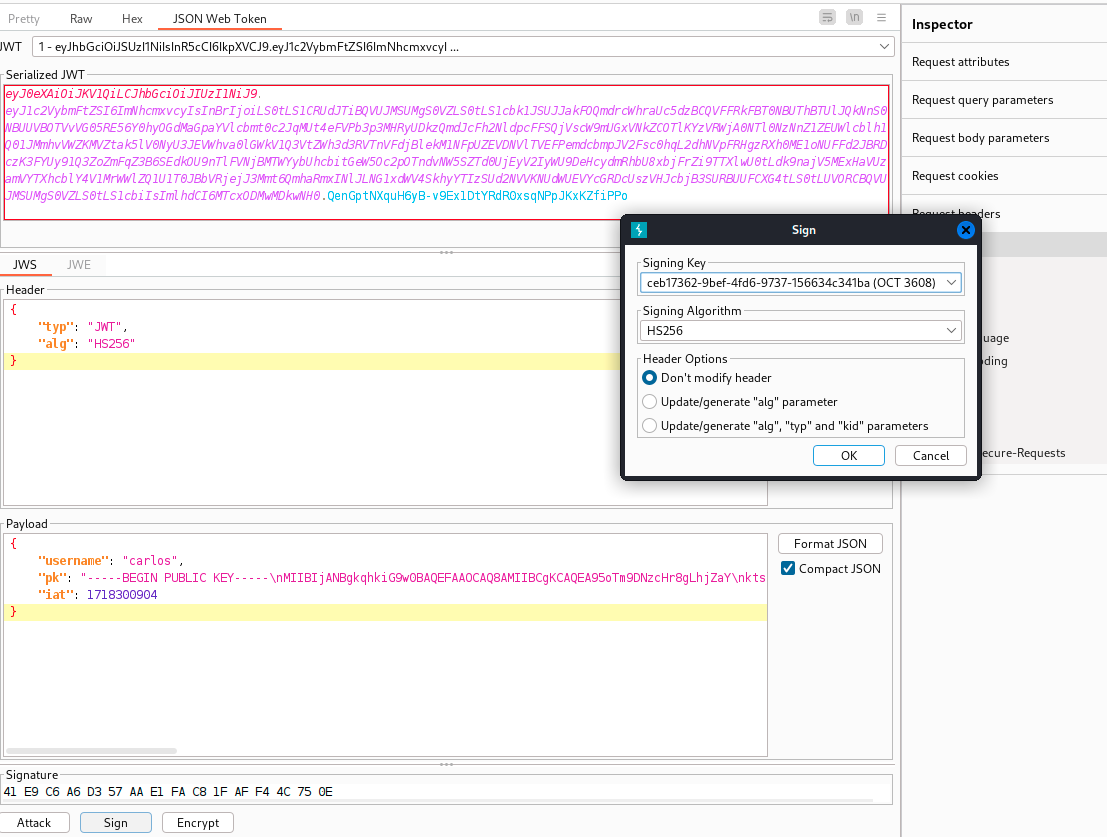 Pretty Raw Hex JSON Web Token
JWT 1 - eyJhbGciOiJSUzI1NiIsInR5cCI6IkpXVCJ9.eyJ1c2VybmFtZSI6ImNhcmxvcyI ...
Serialized JWT
eyJ0eXAiOiJKV1QiLCJhbGciOiJIUzI1NiJ9.
JWS JWE
Header
{
"typ": "JWT",
"alg": "HS256"
}
Payload
{
"username": "carlos",
"pk": "-----BEGIN PUBLIC KEY-----\nMIIBIjANBgkqhkiG9w0BAQEFAAOCAQ8AMIIBCgKCAQEA95oTm9DNzcHr8gLhjZaY\nkts
"iat": 1718300904
}
Format JSON
Compact JSON
Signature
41 E9 C6 A6 D3 57 AA E1 FA C8 1F AF F4 4C 75 0E
Attack Sign Encrypt
Sign
Signing Key
ceb17362-9bef-4fd6-9737-156634c341ba (OCT 3608)
Signing Algorithm
HS256
Header Options
Don't modify header
Update/generate "alg" parameter
Update/generate "alg", "typ" and "kid" parameters
OK Cancel
Inspector
Request attributes
Request query parameters
Request body parameters
Request cookies
Request headers
uage
ding
ecure-Requests